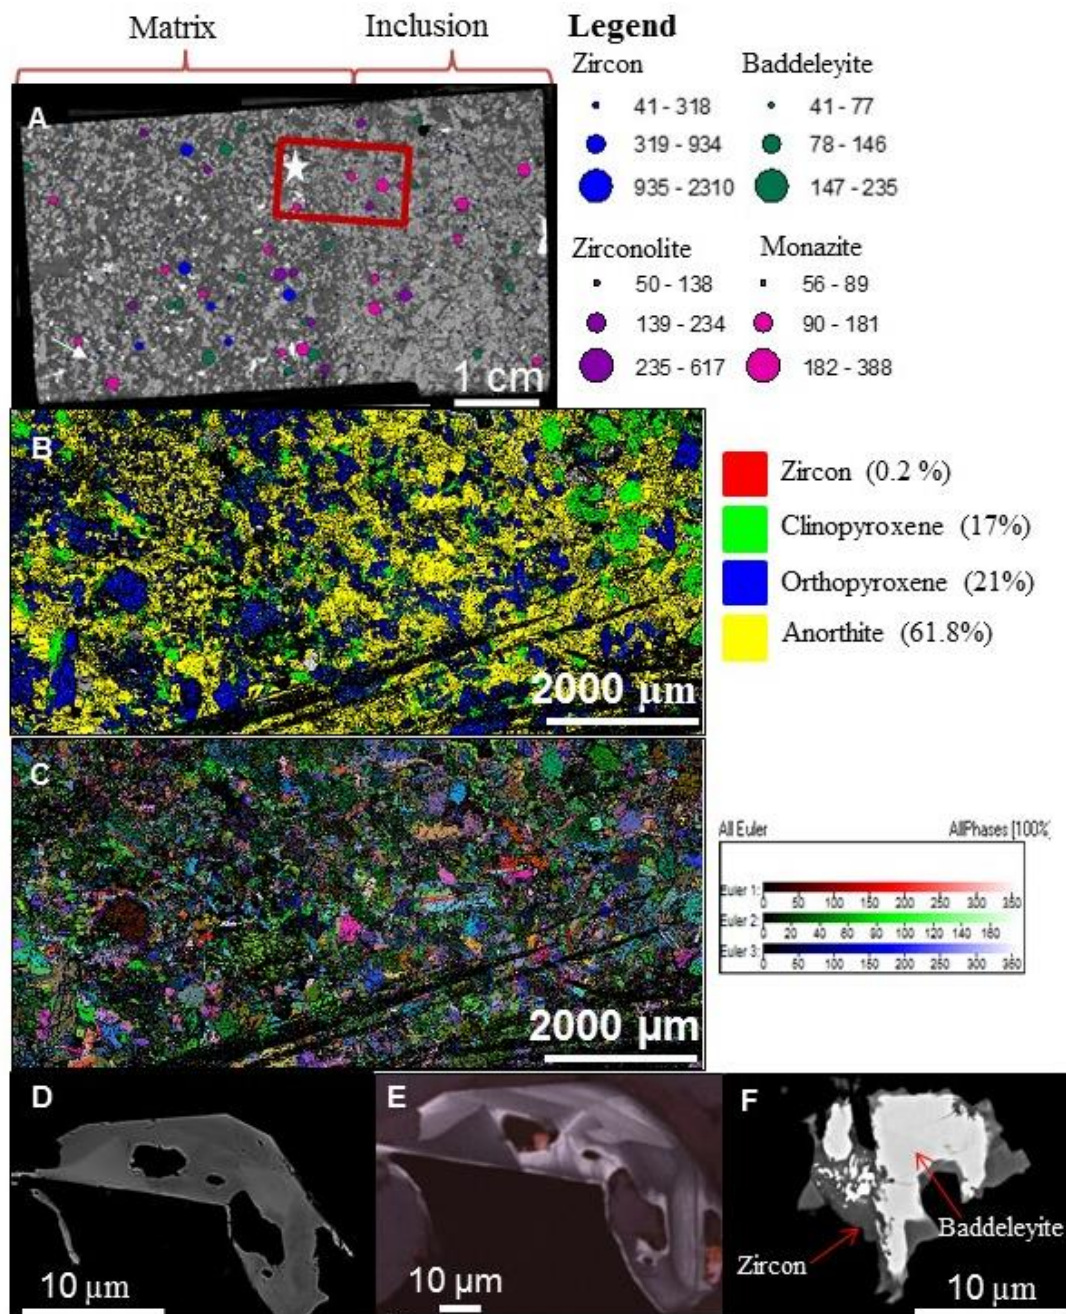 Matrix Inclusion
Legend
Zircon Baddeleyite
41 - 318 41 - 77
319 - 934 78 - 146
935 - 2310 147 - 235
Zirconolite Monazite
50 - 138 56 - 89
139 - 234 90 - 181
235 - 617 182 - 388
A
1 cm
B
Zircon (0.2 %)
Clinopyroxene (17%)
Orthopyroxene (21%)
Anorthite (61.8%)
2000 µm
C
All Euler AllPhases [100%]
Euler 1:
0 50 100 150 200 250 300 350
Euler 2:
0 20 40 60 80 100 120 140 160
Euler 3:
0 50 100 150 200 250 300 360
2000 µm
D E F
Baddeleyite
Zircon
10 µm 10 µm 10 µm